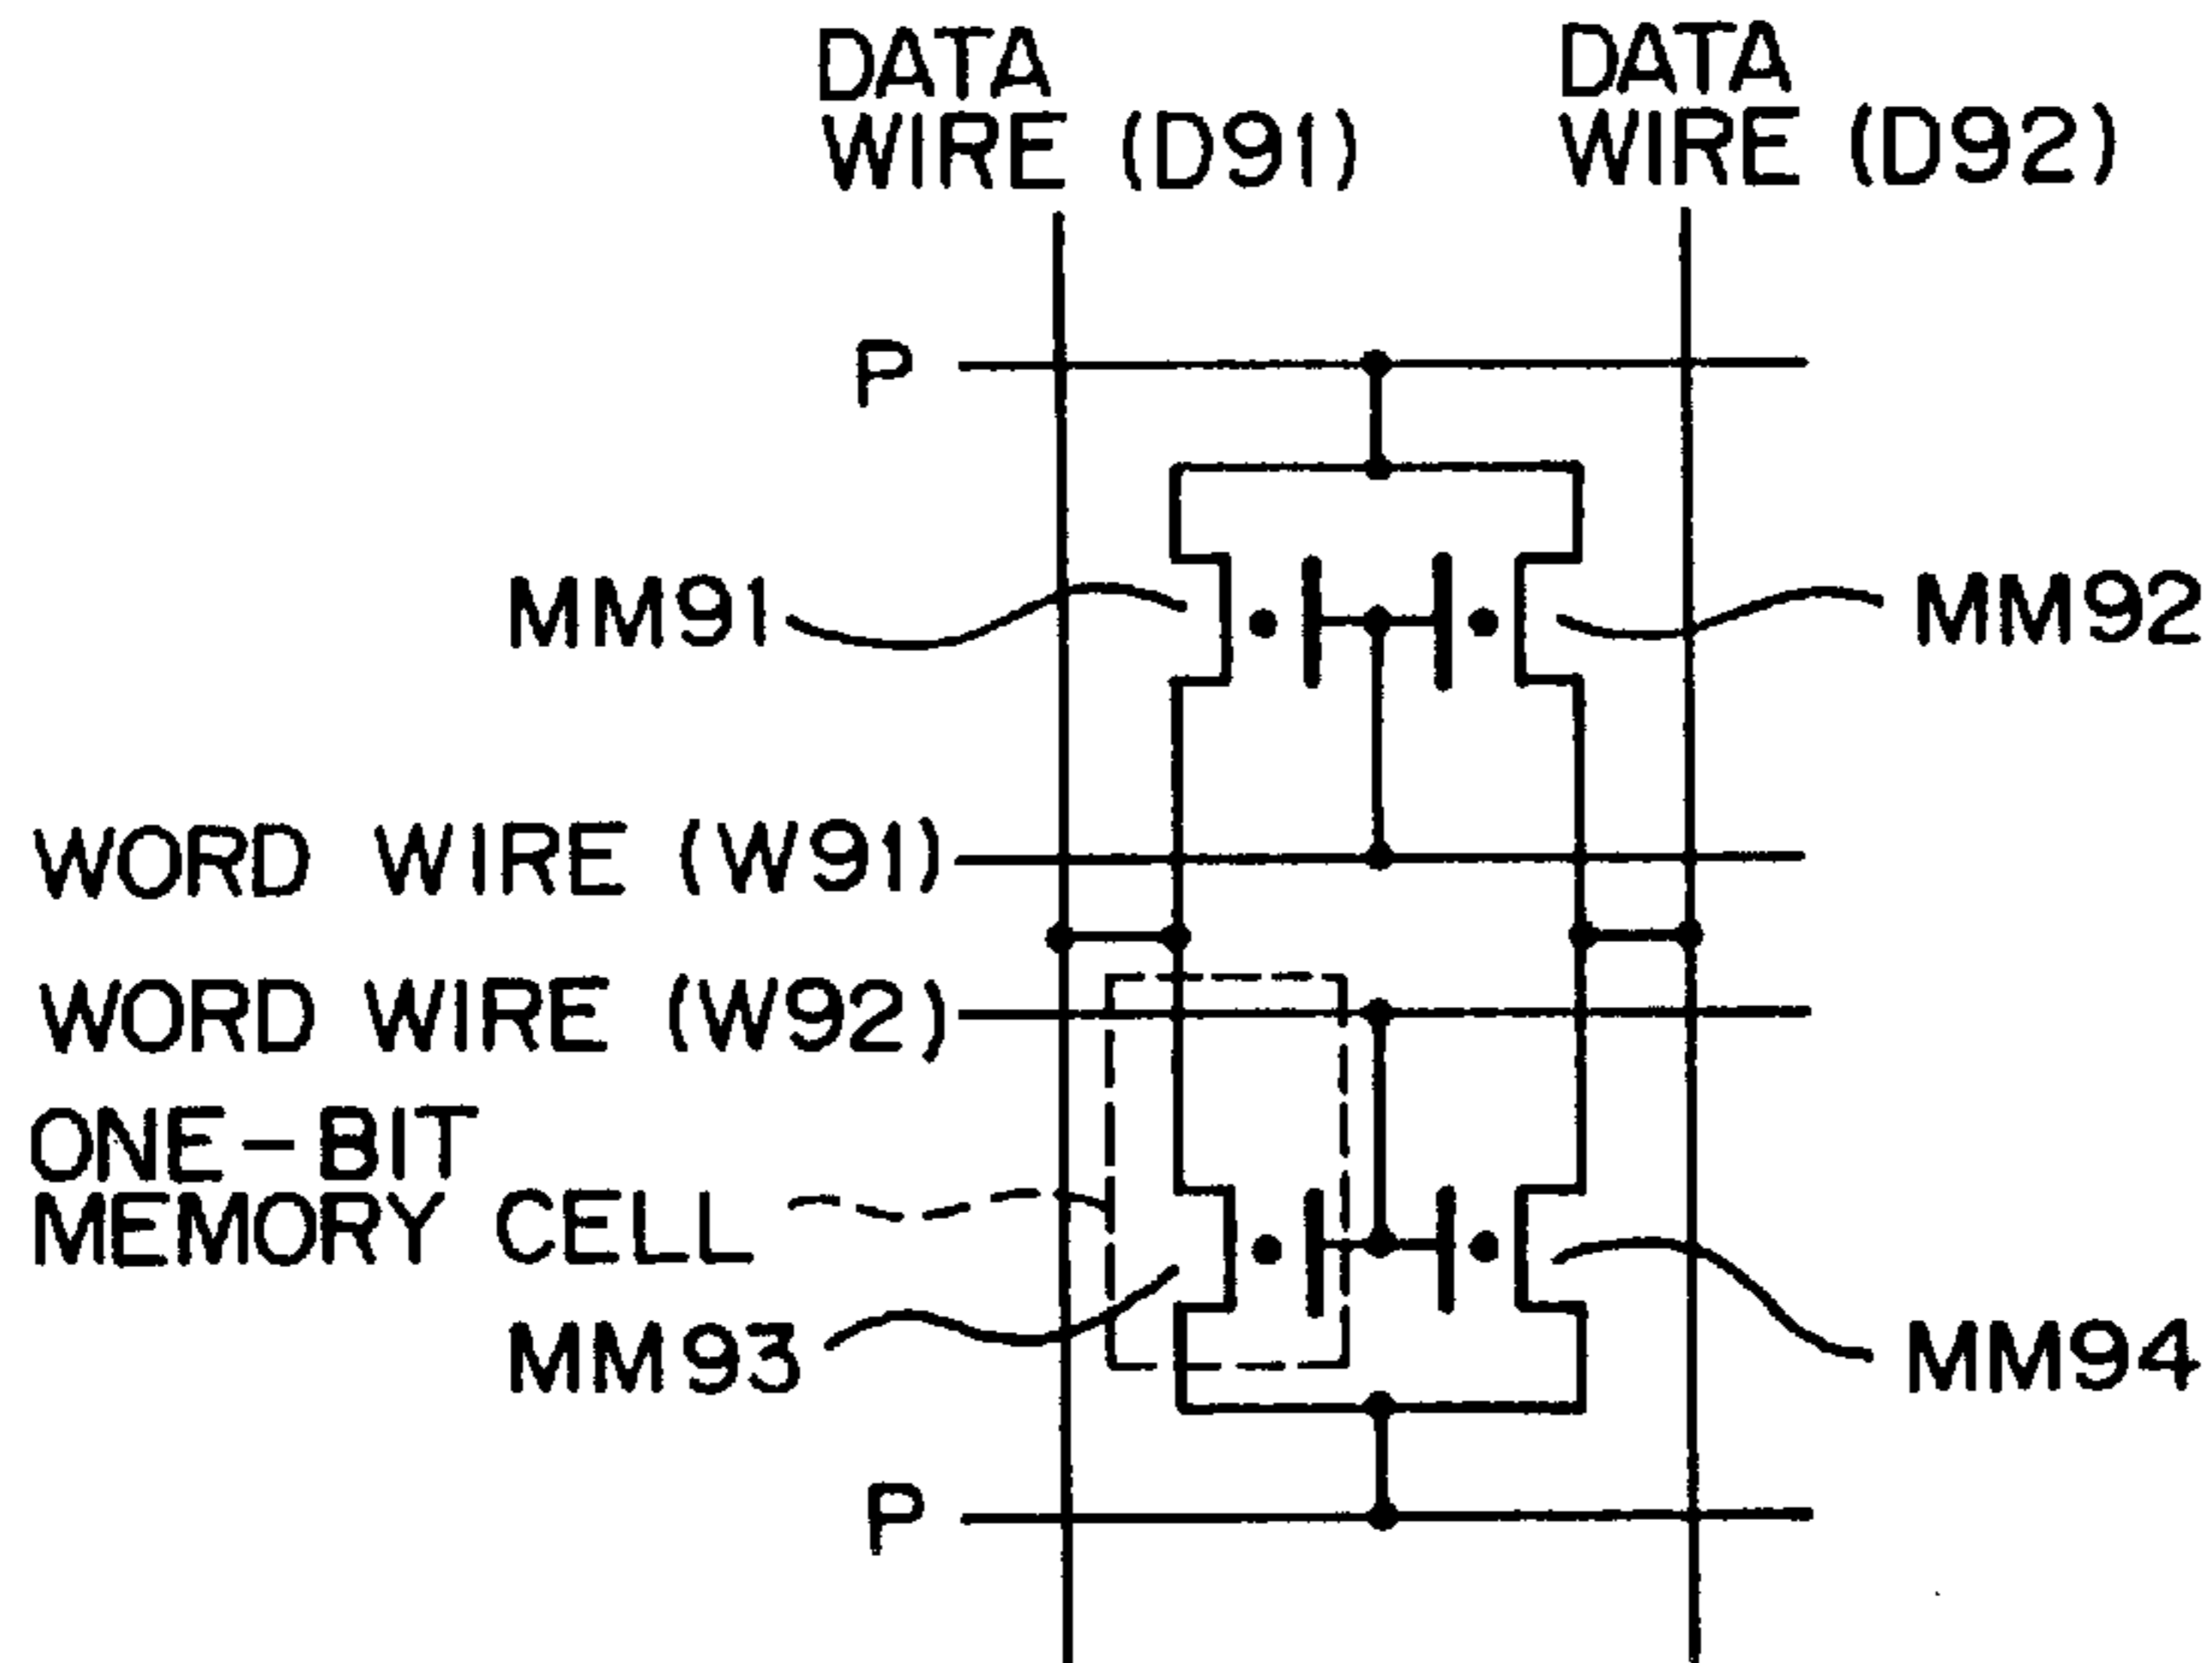 DATA
WIRE (D91)
DATA
WIRE (D92)
P
MM91
MM92
WORD WIRE (W91)
WORD WIRE (W92)
ONE-BIT
MEMORY CELL
MM93
MM94
P